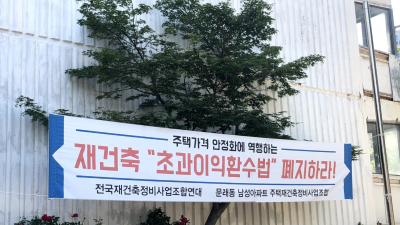 주택가격 안정화에 역행하는
재건축 "초과이익환수법" 폐지하라!
전국재건축정비사업조합연대 문래동 남성아파트 주택재건축정비사업조합